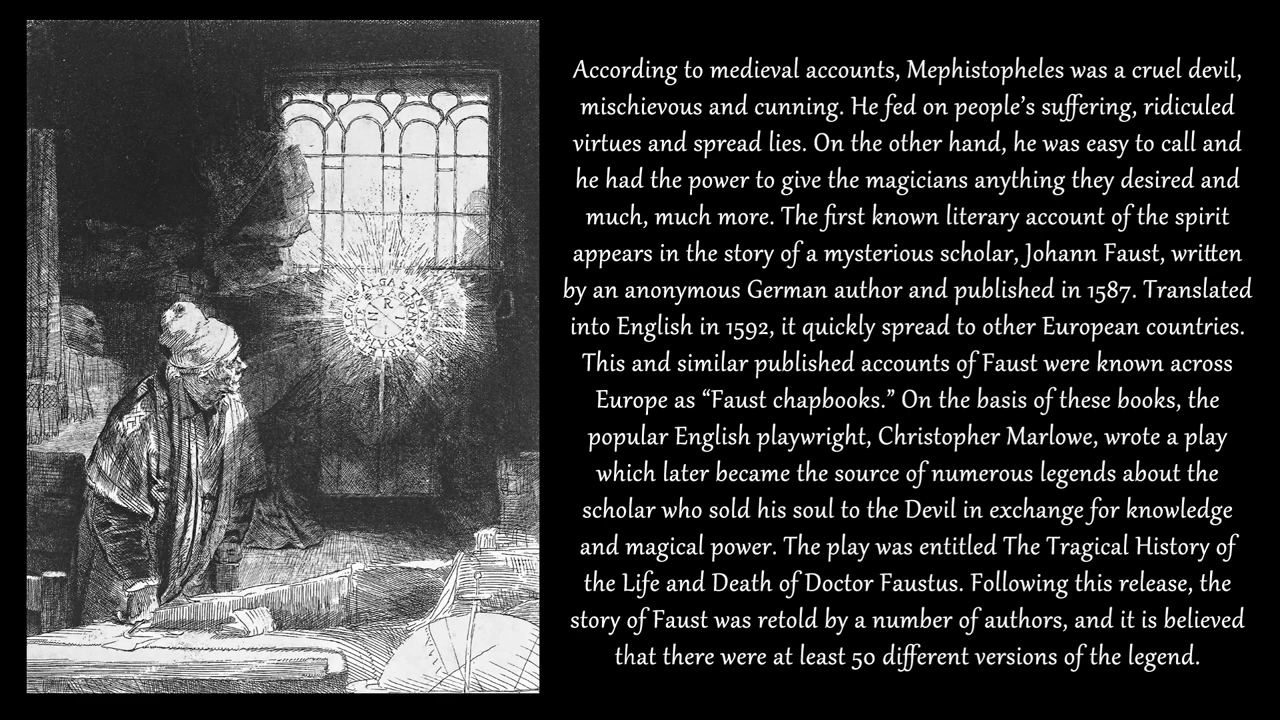 According to medieval accounts, Mephistopheles was a cruel devil,
mischievous and cunning. He fed on people’s suffering, ridiculed
virtues and spread lies. On the other hand, he was easy to call and
he had the power to give the magicians anything they desired and
much, much more. The first known literary account of the spirit
appears in the story of a mysterious scholar, Johann Faust, written
by an anonymous German author and published in 1587. Translated
into English in 1592, it quickly spread to other European countries.
This and similar published accounts of Faust were known across
Europe as “Faust chapbooks.” On the basis of these books, the
popular English playwright, Christopher Marlowe, wrote a play
which later became the source of numerous legends about the
scholar who sold his soul to the Devil in exchange for knowledge
and magical power. The play was entitled The Tragical History of
the Life and Death of Doctor Faustus. Following this release, the
story of Faust was retold by a number of authors, and it is believed
that there were at least 50 different versions of the legend.